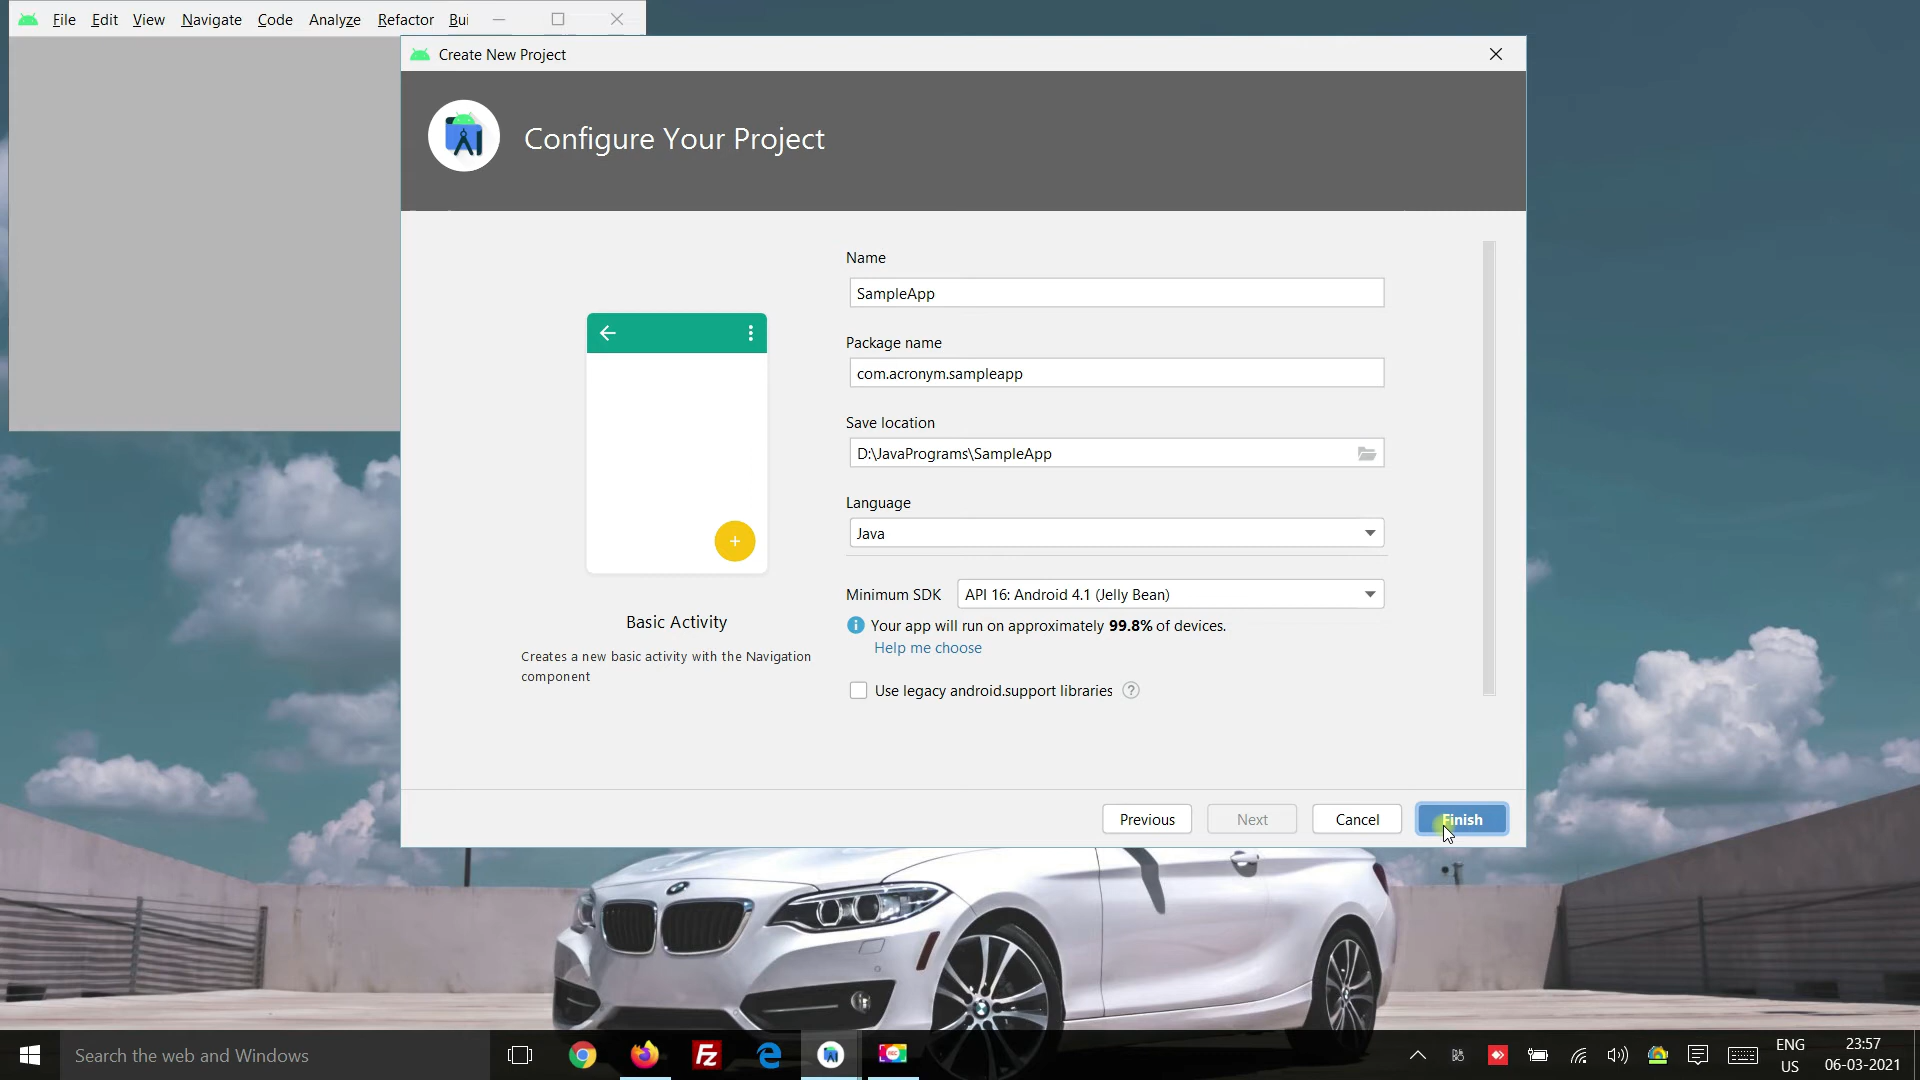 File Edit View Navigate Code Analyze Refactor Bui
Create New Project
Configure Your Project
Name
SampleApp
Package name
com.acronym.sampleapp
Save location
D:\JavaPrograms\SampleApp
Language
Java
Minimum SDK API 16: Android 4.1 (Jelly Bean)
Your app will run on approximately 99.8% of devices.
Help me choose
Use legacy android.support libraries ?
Basic Activity
Creates a new basic activity with the Navigation
component
Previous Next Cancel Finish
Search the web and Windows
ENG
US
23:57
06-03-2021